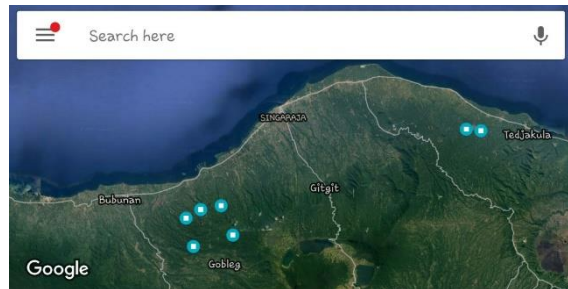 Search here
SINGARAJA
Tedjakula
Gitgit
Bubunan
Gobleg
Google